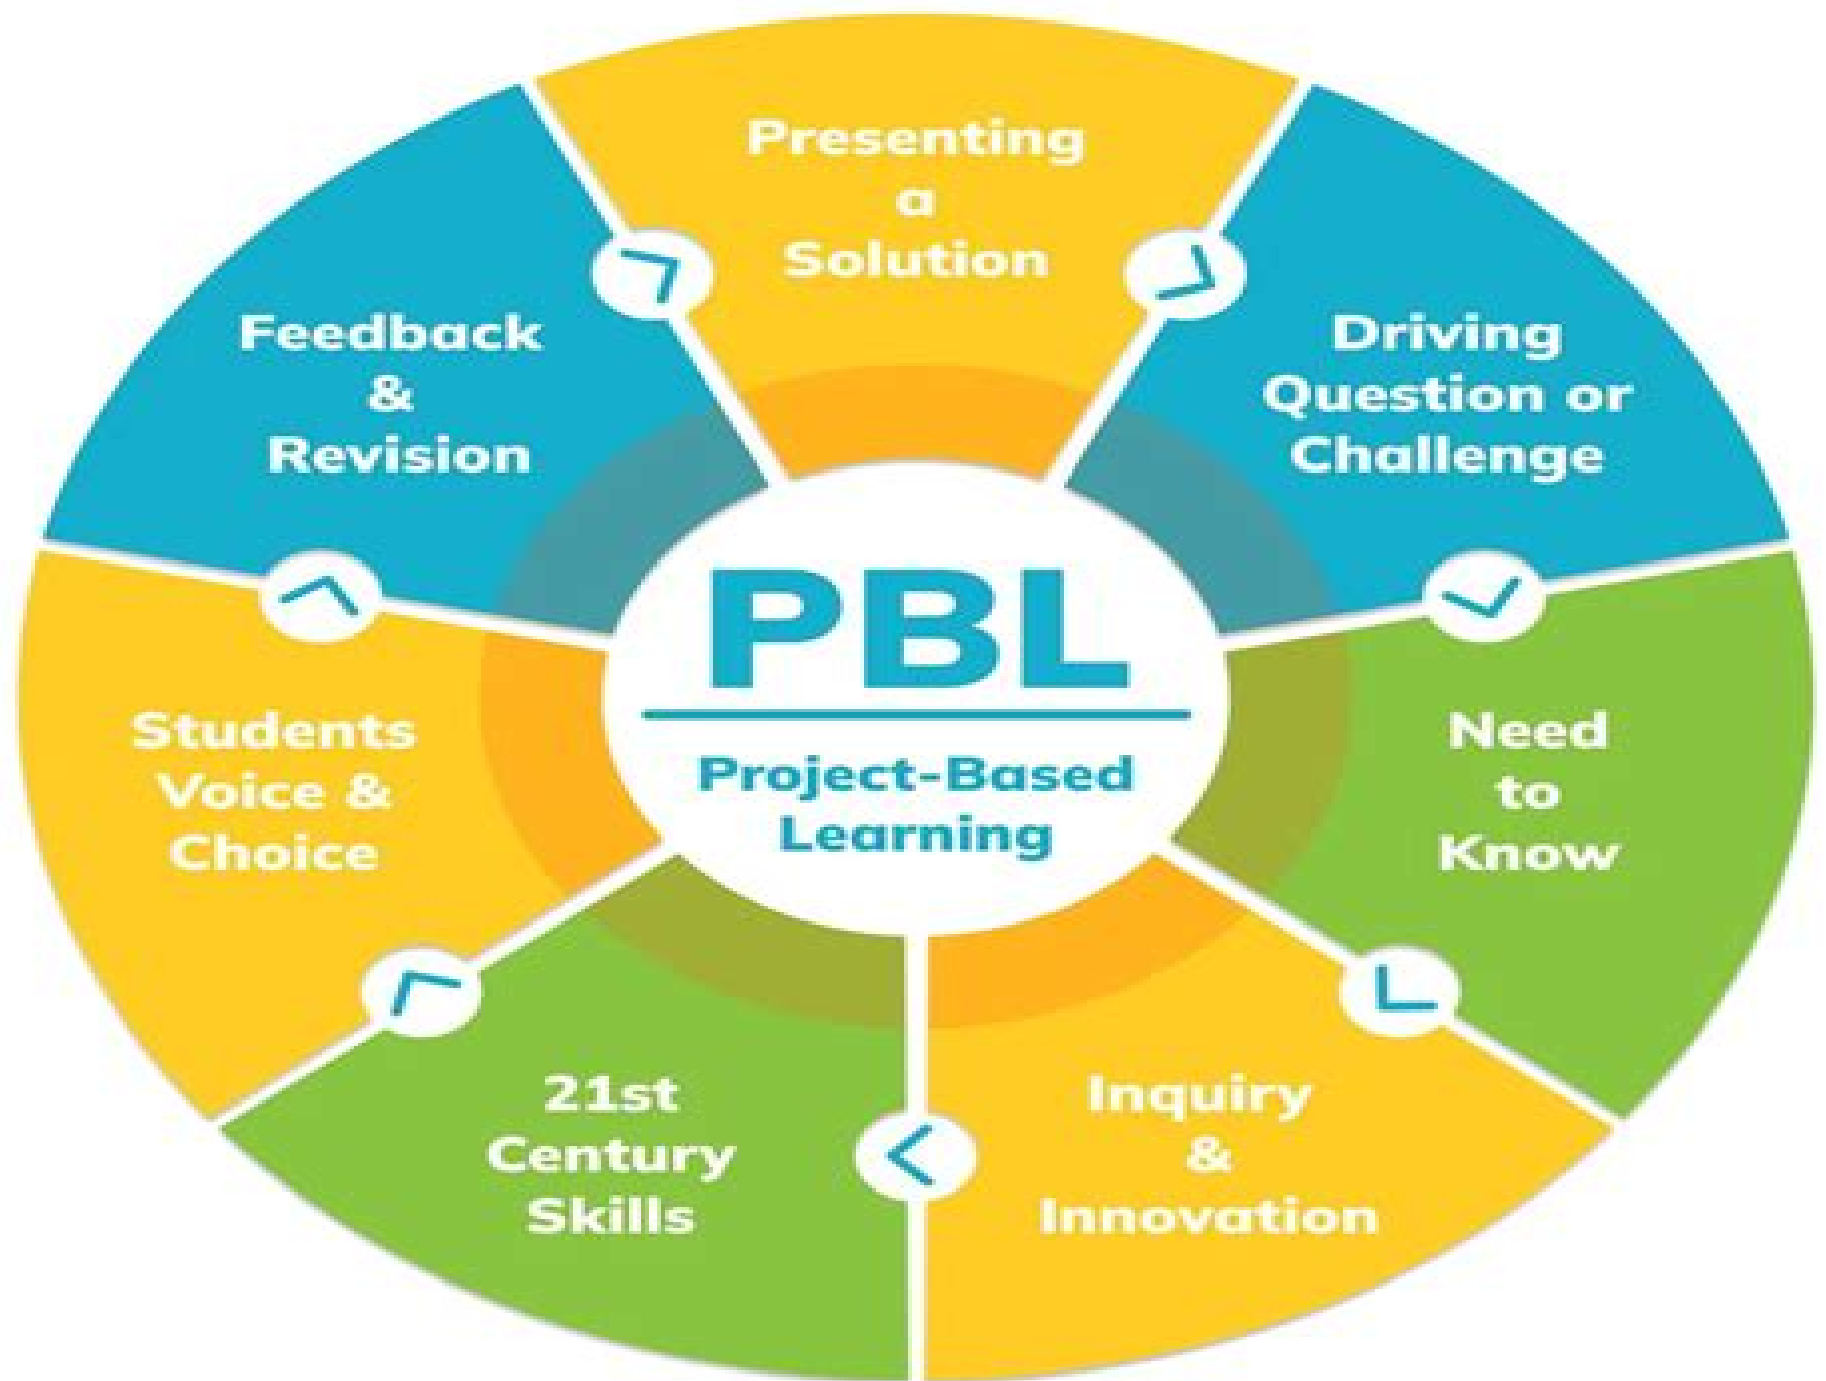 Presenting
a
Solution
Driving
Question or
Challenge
Need
to
Know
Inquiry
&
Innovation
21st
Century
Skills
Students
Voice &
Choice
Feedback
&
Revision
PBL
Project-Based
Learning